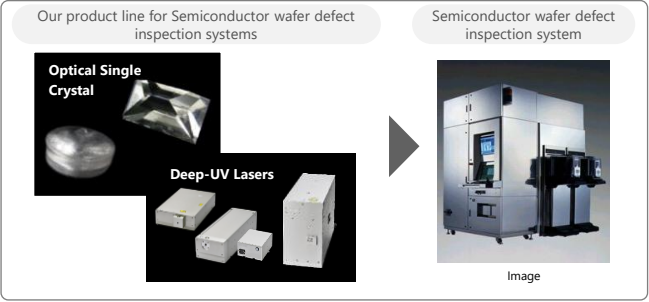 Our product line for Semiconductor wafer defect
inspection systems
Semiconductor wafer defect
inspection system
Optical Single
Crystal
Deep-UV Lasers
Image